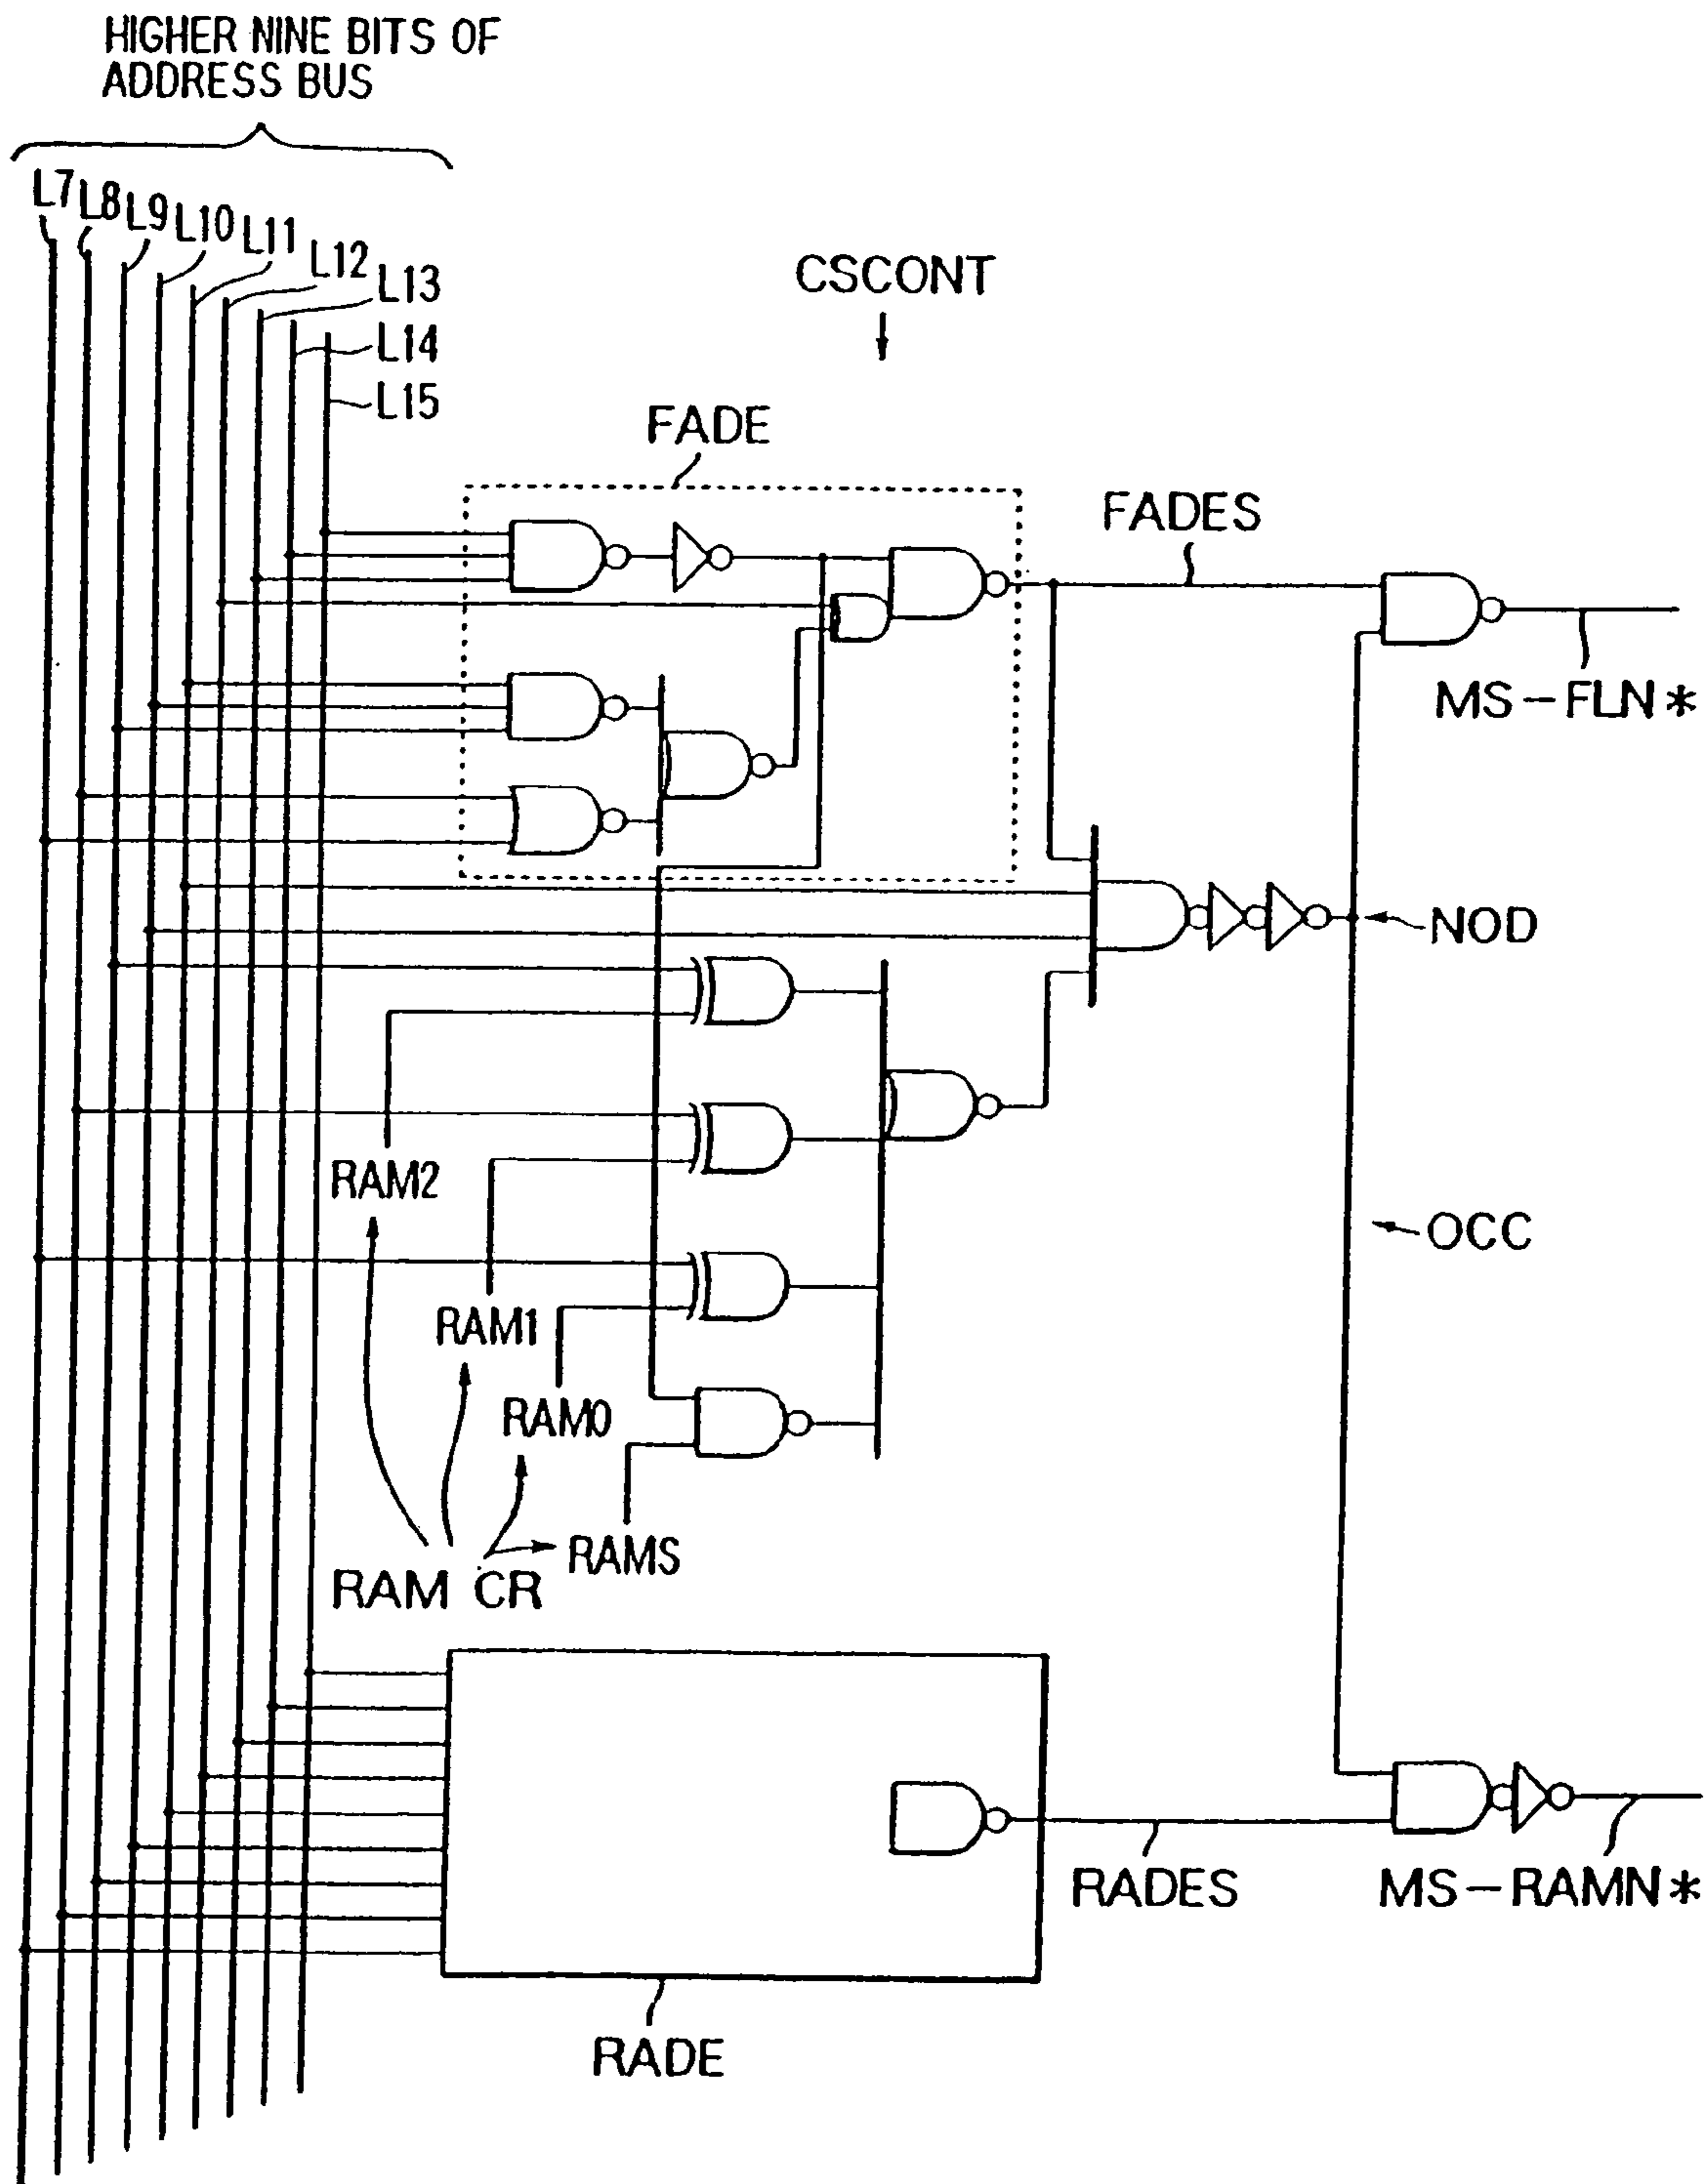 HIGHER NINE BITS OF
ADDRESS BUS
L7
L8
L9
L10
L11
L12
L13
L14
L15
CSCONT
FADE
FADES
MS-FLN*
NOD
RAM2
OCC
RAM1
RAM0
RAMS
RAM CR
RADES
MS-RAMN*
RADE